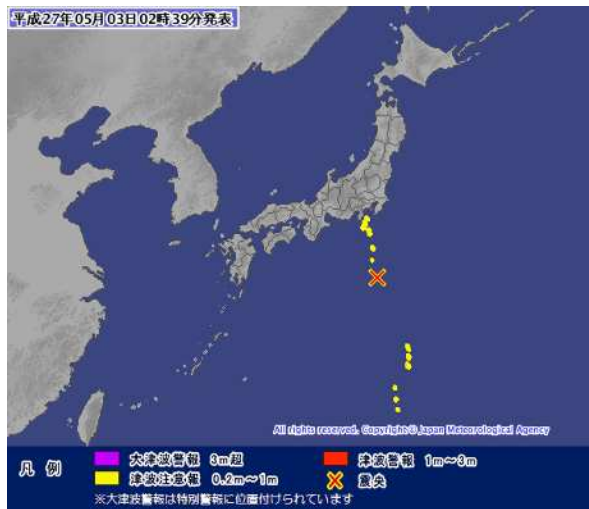 平成27年05月03日02時39分発表
All rights reserved. Copyright © Japan Meteorological Agency
凡 例
大津波警報 3m超
津波警報 1m~3m
津波注意報 0.2m~1m
震央
※大津波警報は特別警報に位置付けられています